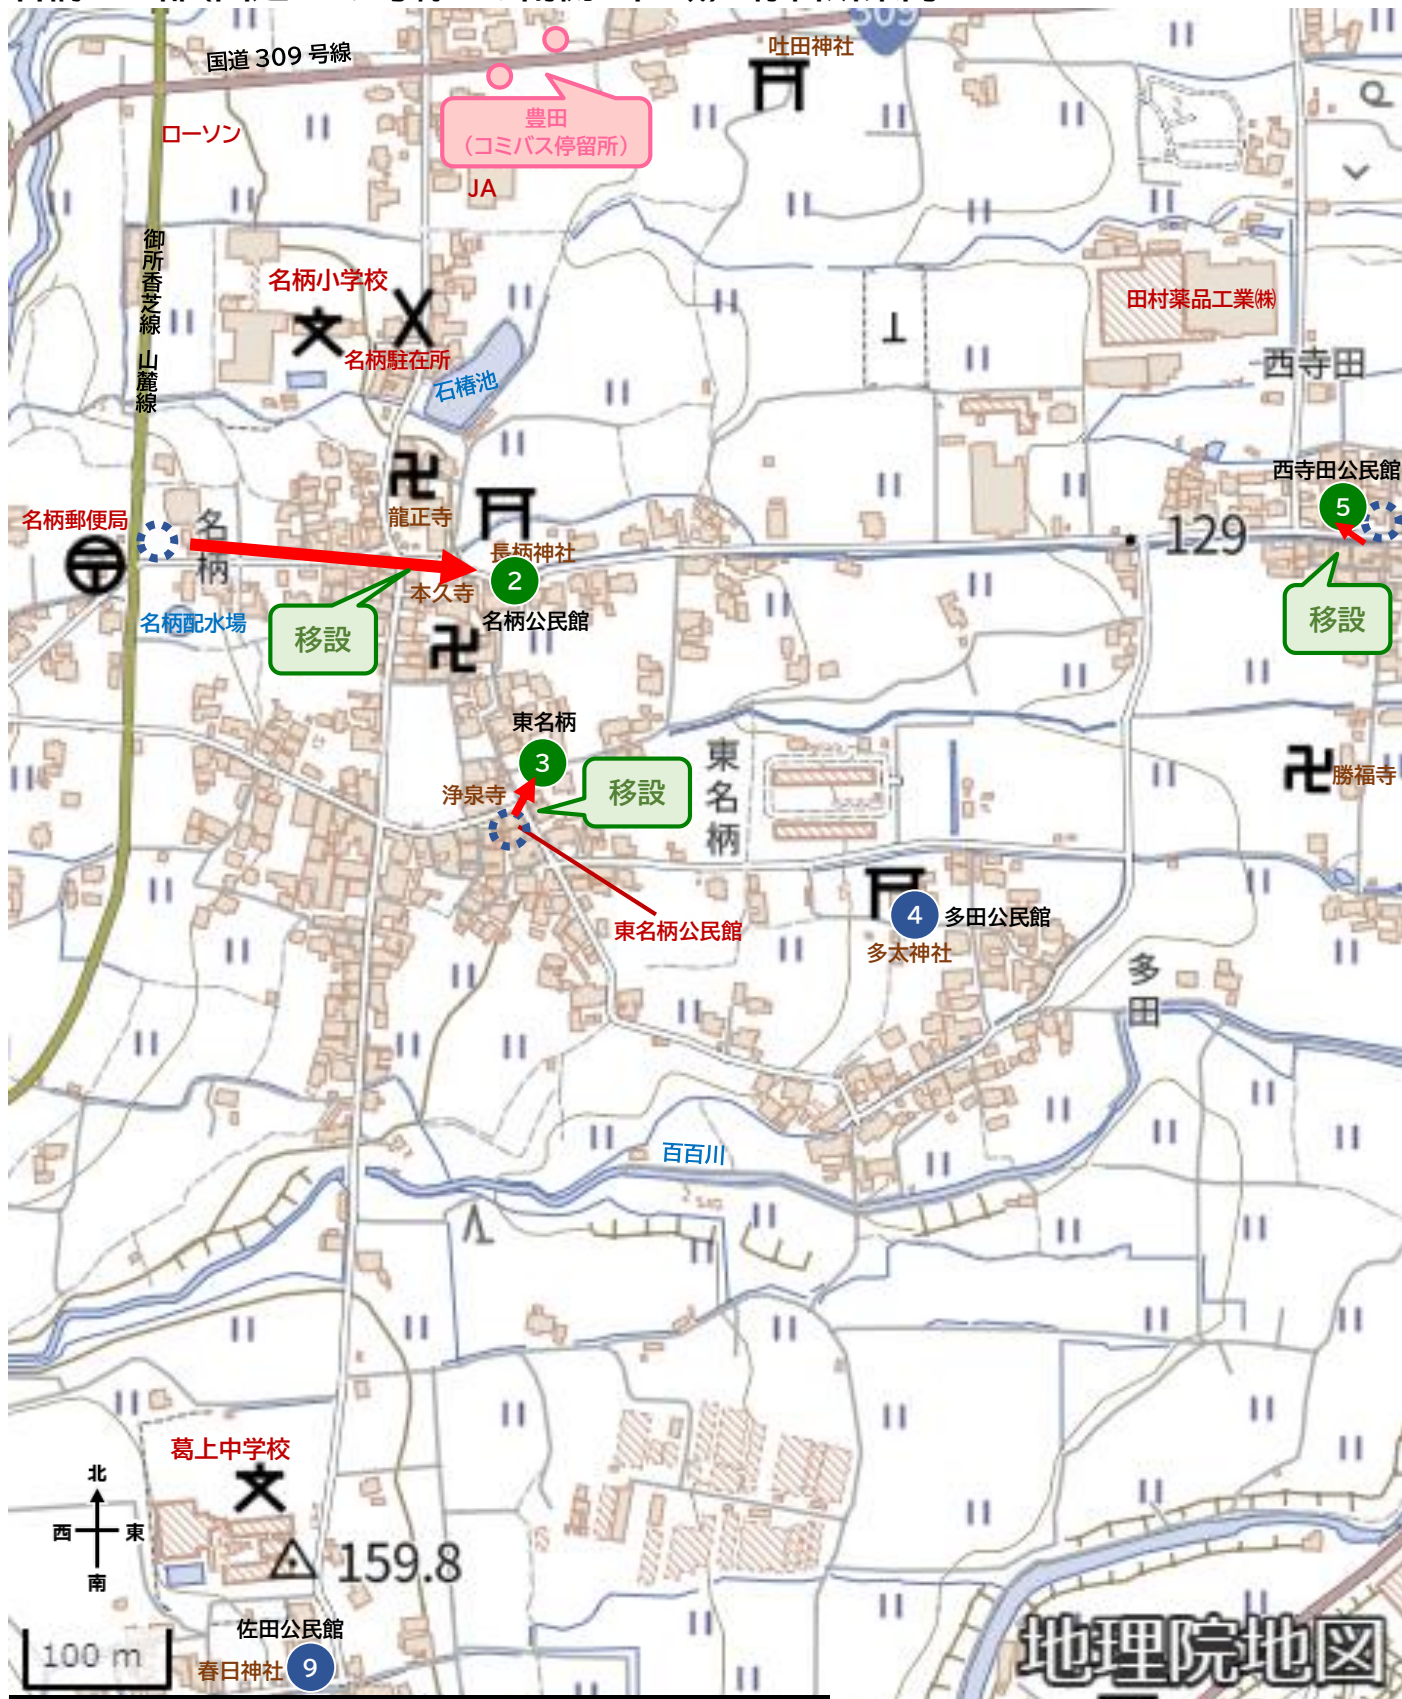 国道 309 号線
309
吐田神社
ローソン
豊田
（コミバス停留所）
JA
御所香芝線 山麓線
名柄小学校
名柄駐在所
石椿池
田村薬品工業㈱
西寺田
西寺田公民館
5
129
移設
名柄郵便局
名柄
龍正寺
長柄神社
2
本久寺
名柄公民館
名柄配水場
移設
東名柄
3
移設
浄泉寺
東名柄
勝福寺
東名柄公民館
4
多田公民館
多太神社
多田
百百川
葛上中学校
北
西
東
南
159.8
佐田公民館
春日神社
9
100 m
地理院地図